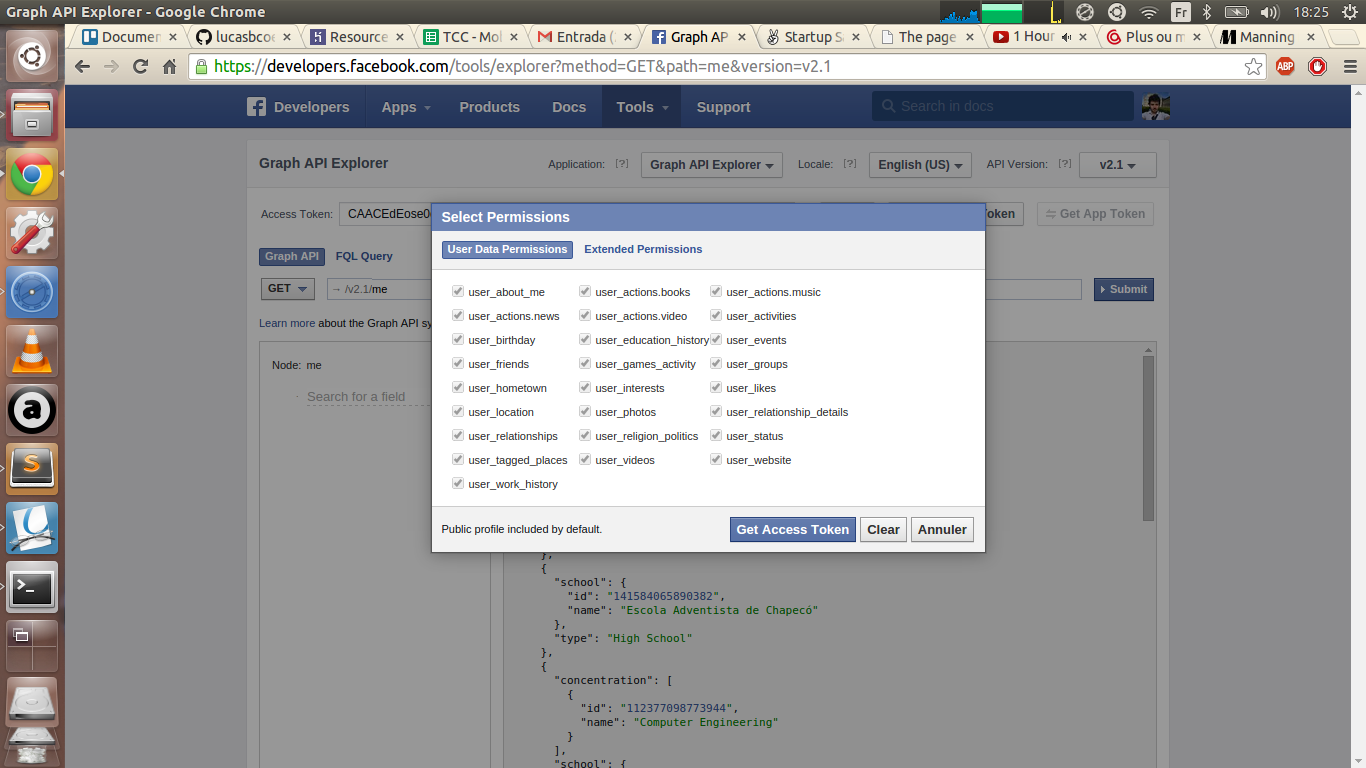 Graph API Explorer - Google Chrome
Fr
18:25
Documen
lucasbcoe
Resource
TCC - Mol
Entrada (
Graph AP
Startup S
The page
1 Hour
Plus ou m
Manning
https://developers.facebook.com/tools/explorer?method=GET&path=me&version=v2.1
ABP
Developers
Apps
Products
Docs
Tools
Support
Search in docs
Graph API Explorer
Application: [?]
Graph API Explorer
Locale: [?]
English (US)
API Version: [?]
v2.1
Access Token:
CAACEdEose0
oken
Get App Token
Select Permissions
User Data Permissions
Extended Permissions
Graph API
FQL Query
GET
→ /v2.1/me
Submit
Learn more about the Graph API sy
Node: me
Search for a field
user_about_me user_actions.books user_actions.music
user_actions.news user_actions.video user_activities
user_birthday user_education_history user_events
user_friends user_games_activity user_groups
user_hometown user_interests user_likes
user_location user_photos user_relationship_details
user_relationships user_religion_politics user_status
user_tagged_places user_videos user_website
user_work_history
Public profile included by default.
Get Access Token
Clear
Annuler
},
{
"school": {
"id": "141584065890382",
"name": "Escola Adventista de Chapecó"
},
"type": "High School"
},
{
"concentration": [
{
"id": "112377098773944",
"name": "Computer Engineering"
}
],
"school": {